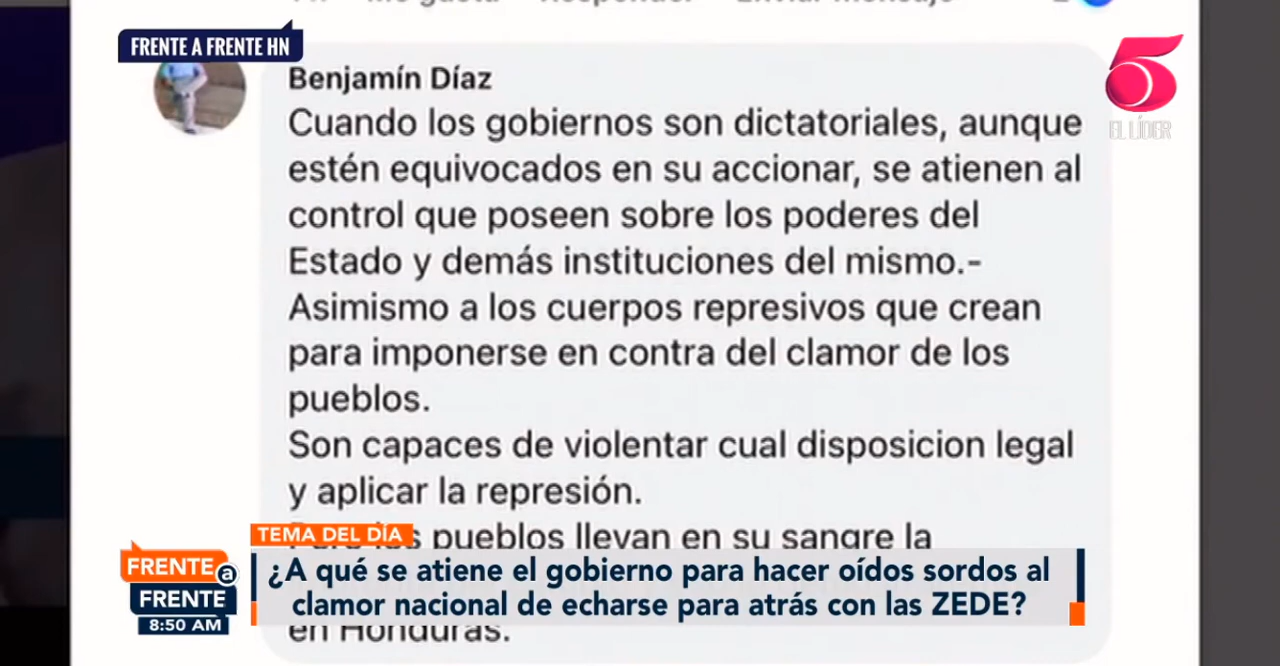 FRENTE A FRENTE HN
5
EL LÍDER
Benjamín Díaz
Cuando los gobiernos son dictatoriales, aunque
estén equivocados en su accionar, se atienen al
control que poseen sobre los poderes del
Estado y demás instituciones del mismo.-
Asimismo a los cuerpos represivos que crean
para imponerse en contra del clamor de los
pueblos.
Son capaces de violentar cual disposicion legal
y aplicar la represión.
pueblos llevan en su sangre la
en Honduras.
TEMA DEL DÍA
¿A qué se atiene el gobierno para hacer oídos sordos al
clamor nacional de echarse para atrás con las ZEDE?
FRENTE a
FRENTE
8:50 AM